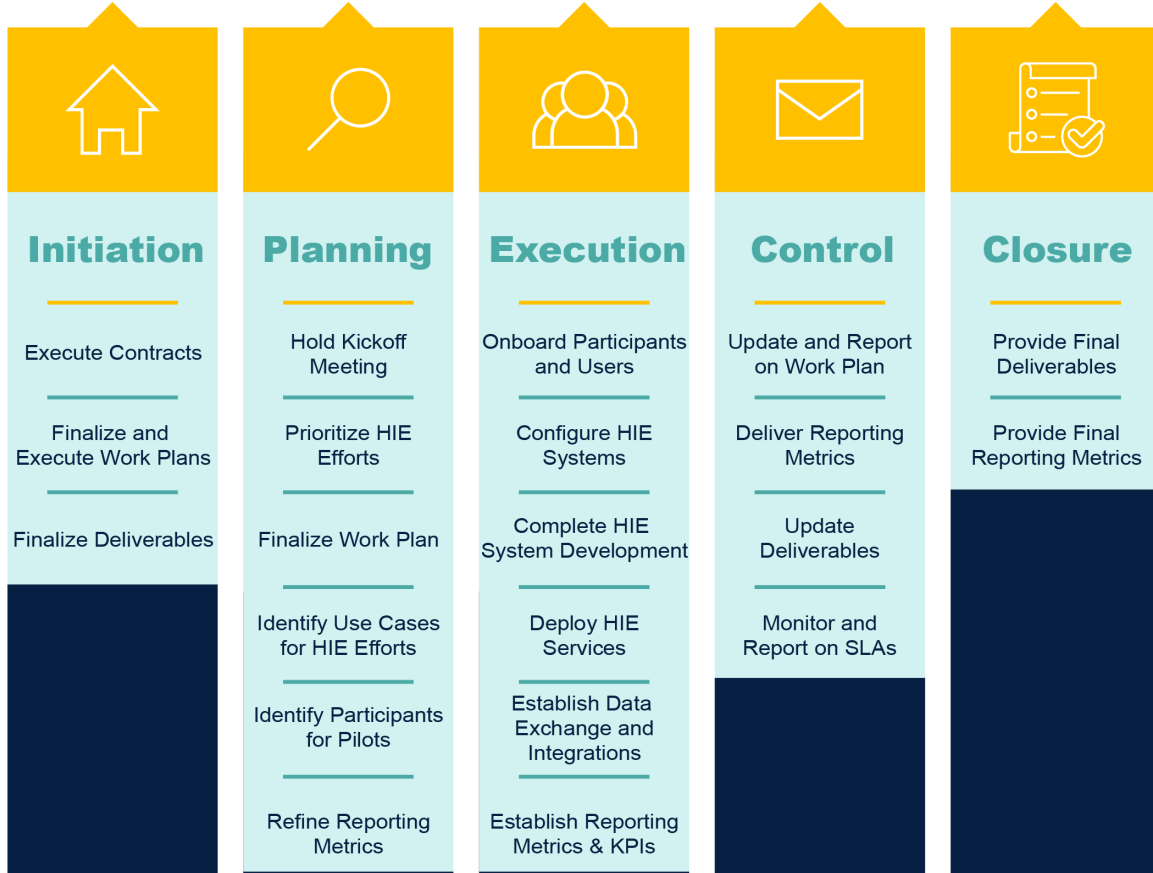 Initiation
Execute Contracts
Finalize and
Execute Work Plans
Finalize Deliverables
Planning
Hold Kickoff
Meeting
Prioritize HIE
Efforts
Finalize Work Plan
Identify Use Cases
for HIE Efforts
Identify Participants
for Pilots
Refine Reporting
Metrics
Execution
Onboard Participants
and Users
Configure HIE
Systems
Complete HIE
System Development
Deploy HIE
Services
Establish Data
Exchange and
Integrations
Establish Reporting
Metrics & KPIs
Control
Update and Report
on Work Plan
Deliver Reporting
Metrics
Update
Deliverables
Monitor and
Report on SLAs
Closure
Provide Final
Deliverables
Provide Final
Reporting Metrics